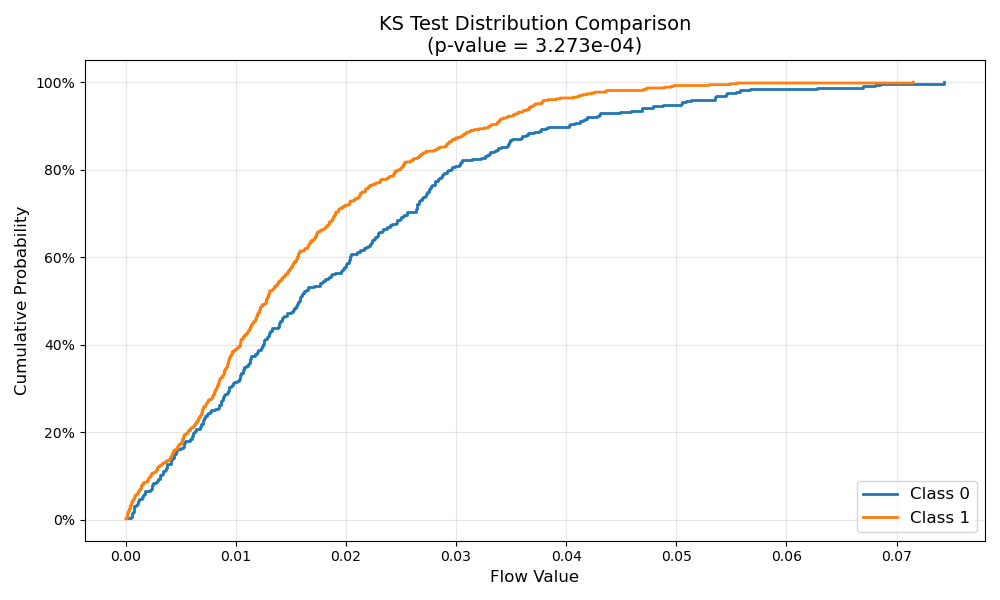 KS Test Distribution Comparison
(p-value = 3.273e-04)
Cumulative Probability
100%
80%
60%
40%
20%
0%
Class 0
Class 1
0.00 0.01 0.02 0.03 0.04 0.05 0.06 0.07
Flow Value